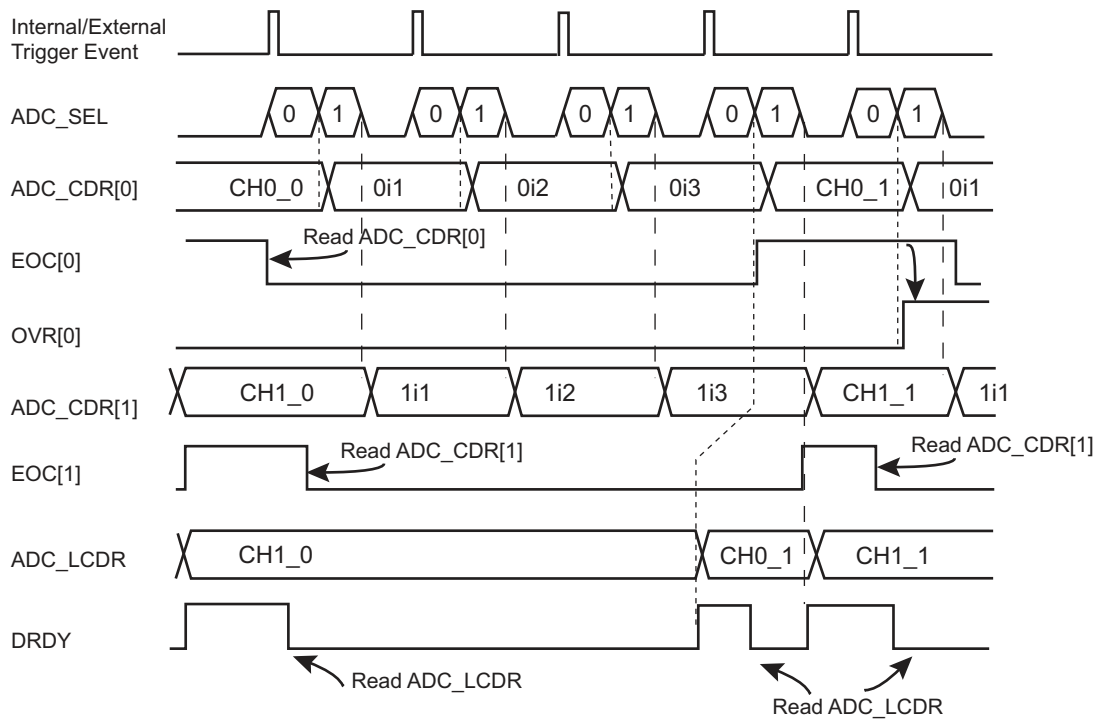 Internal/External
Trigger Event
ADC_SEL
0 1 0 1 0 1 0 1 0 1
ADC_CDR[0]
CH0_0 0i1 0i2 0i3 CH0_1 0i1
Read ADC_CDR[0]
EOC[0]
OVR[0]
ADC_CDR[1]
CH1_0 1i1 1i2 1i3 CH1_1 1i1
Read ADC_CDR[1] Read ADC_CDR[1]
EOC[1]
ADC_LCDR
CH1_0 CH0_1 CH1_1
DRDY
Read ADC_LCDR
Read ADC_LCDR